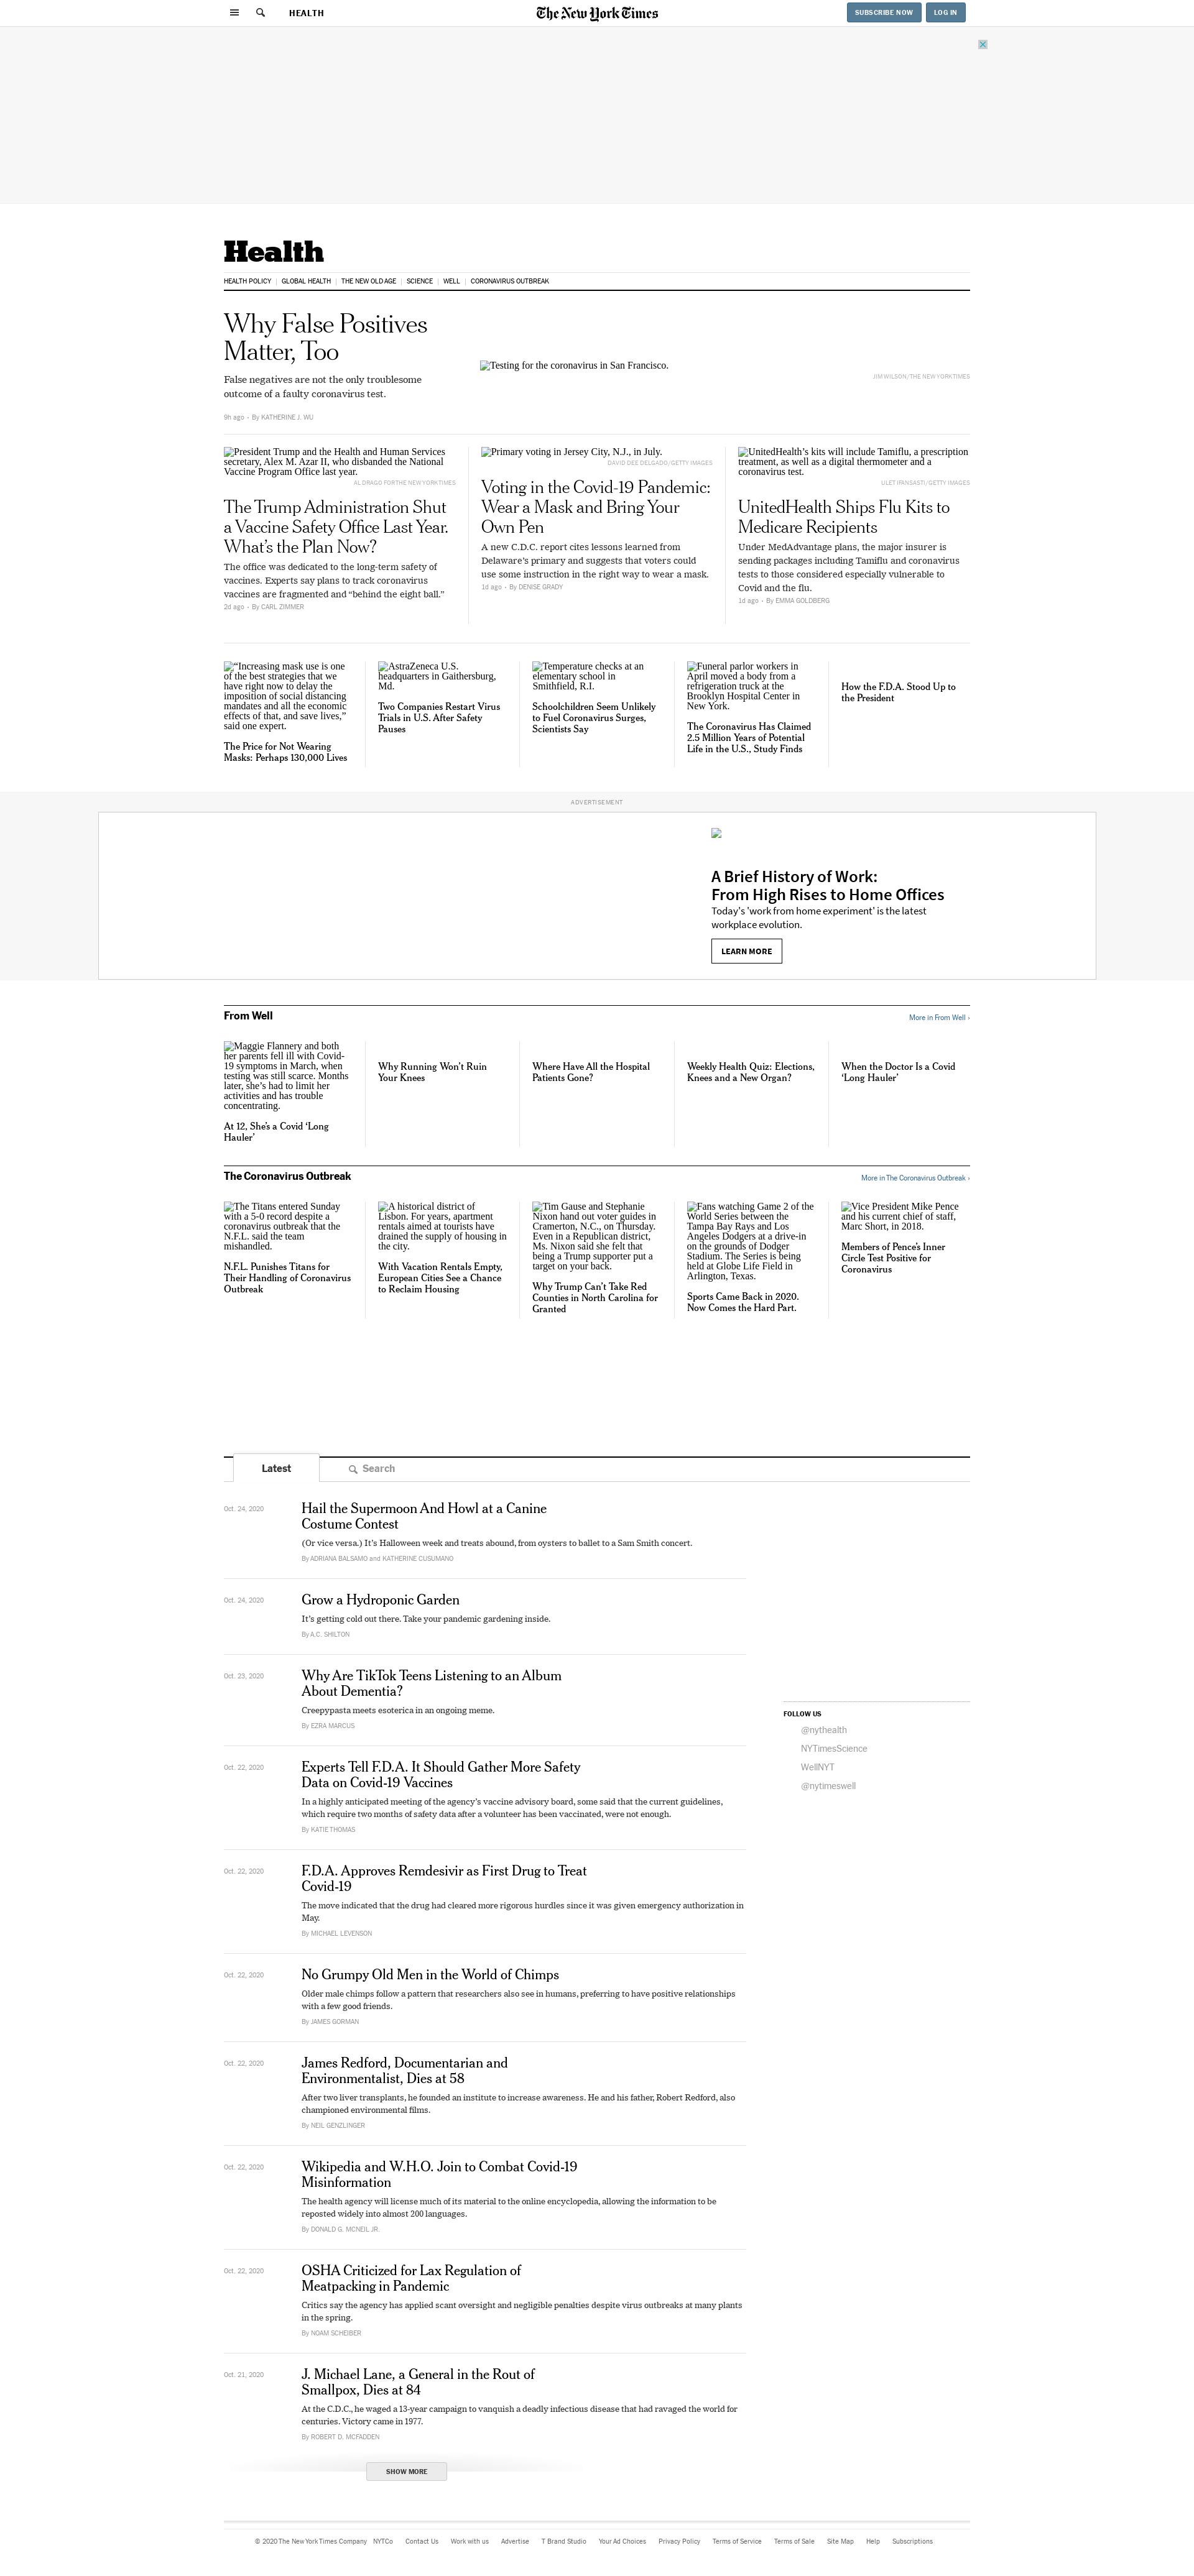 HEALTH
The New York Times
SUBSCRIBE NOW
LOG IN
Health
HEALTH POLICY
GLOBAL HEALTH
THE NEW OLD AGE
SCIENCE
WELL
CORONAVIRUS OUTBREAK
Why False Positives
Matter, Too
False negatives are not the only troublesome
outcome of a faulty coronavirus test.
9h ago • By KATHERINE J. WU
Testing for the coronavirus in San Francisco.
JIM WILSON/THE NEW YORK TIMES
President Trump and the Health and Human Services
secretary, Alex M. Azar II, who disbanded the National
Vaccine Program Office last year.
AL DRAGO FOR THE NEW YORK TIMES
The Trump Administration Shut
a Vaccine Safety Office Last Year.
What’s the Plan Now?
The office was dedicated to the long-term safety of
vaccines. Experts say plans to track coronavirus
vaccines are fragmented and “behind the eight ball.”
2d ago • By CARL ZIMMER
Primary voting in Jersey City, N.J., in July.
DAVID DEE DELGADO/GETTY IMAGES
Voting in the Covid-19 Pandemic:
Wear a Mask and Bring Your
Own Pen
A new C.D.C. report cites lessons learned from
Delaware’s primary and suggests that voters could
use some instruction in the right way to wear a mask.
1d ago • By DENISE GRADY
UnitedHealth’s kits will include Tamiflu, a prescription
treatment, as well as a digital thermometer and a
coronavirus test.
ULET IFANSASTI/GETTY IMAGES
UnitedHealth Ships Flu Kits to
Medicare Recipients
Under MedAdvantage plans, the major insurer is
sending packages including Tamiflu and coronavirus
tests to those considered especially vulnerable to
Covid and the flu.
1d ago • By EMMA GOLDBERG
“Increasing mask use is one
of the best strategies that we
have right now to delay the
imposition of social distancing
mandates and all the economic
effects of that, and save lives,”
said one expert.
The Price for Not Wearing
Masks: Perhaps 130,000 Lives
AstraZeneca U.S.
headquarters in Gaithersburg,
Md.
Two Companies Restart Virus
Trials in U.S. After Safety
Pauses
Temperature checks at an
elementary school in
Smithfield, R.I.
Schoolchildren Seem Unlikely
to Fuel Coronavirus Surges,
Scientists Say
Funeral parlor workers in
April moved a body from a
refrigeration truck at the
Brooklyn Hospital Center in
New York.
The Coronavirus Has Claimed
2.5 Million Years of Potential
Life in the U.S., Study Finds
How the F.D.A. Stood Up to
the President
ADVERTISEMENT
A Brief History of Work:
From High Rises to Home Offices
Today's 'work from home experiment' is the latest
workplace evolution.
LEARN MORE
From Well
More in From Well ›
Maggie Flannery and both
her parents fell ill with Covid-
19 symptoms in March, when
testing was still scarce. Months
later, she’s had to limit her
activities and has trouble
concentrating.
At 12, She’s a Covid ‘Long
Hauler’
Why Running Won’t Ruin
Your Knees
Where Have All the Hospital
Patients Gone?
Weekly Health Quiz: Elections,
Knees and a New Organ?
When the Doctor Is a Covid
‘Long Hauler’
The Coronavirus Outbreak
More in The Coronavirus Outbreak ›
The Titans entered Sunday
with a 5-0 record despite a
coronavirus outbreak that the
N.F.L. said the team
mishandled.
N.F.L. Punishes Titans for
Their Handling of Coronavirus
Outbreak
A historical district of
Lisbon. For years, apartment
rentals aimed at tourists have
drained the supply of housing in
the city.
With Vacation Rentals Empty,
European Cities See a Chance
to Reclaim Housing
Tim Gause and Stephanie
Nixon hand out voter guides in
Cramerton, N.C., on Thursday.
Even in a Republican district,
Ms. Nixon said she felt that
being a Trump supporter put a
target on your back.
Why Trump Can’t Take Red
Counties in North Carolina for
Granted
Fans watching Game 2 of the
World Series between the
Tampa Bay Rays and Los
Angeles Dodgers at a drive-in
on the grounds of Dodger
Stadium. The Series is being
held at Globe Life Field in
Arlington, Texas.
Sports Came Back in 2020.
Now Comes the Hard Part.
Vice President Mike Pence
and his current chief of staff,
Marc Short, in 2018.
Members of Pence’s Inner
Circle Test Positive for
Coronavirus
Latest
Search
Oct. 24, 2020
Hail the Supermoon And Howl at a Canine
Costume Contest
(Or vice versa.) It’s Halloween week and treats abound, from oysters to ballet to a Sam Smith concert.
By ADRIANA BALSAMO and KATHERINE CUSUMANO
Oct. 24, 2020
Grow a Hydroponic Garden
It’s getting cold out there. Take your pandemic gardening inside.
By A.C. SHILTON
Oct. 23, 2020
Why Are TikTok Teens Listening to an Album
About Dementia?
Creepypasta meets esoterica in an ongoing meme.
By EZRA MARCUS
Oct. 22, 2020
Experts Tell F.D.A. It Should Gather More Safety
Data on Covid-19 Vaccines
In a highly anticipated meeting of the agency’s vaccine advisory board, some said that the current guidelines,
which require two months of safety data after a volunteer has been vaccinated, were not enough.
By KATIE THOMAS
Oct. 22, 2020
F.D.A. Approves Remdesivir as First Drug to Treat
Covid-19
The move indicated that the drug had cleared more rigorous hurdles since it was given emergency authorization in
May.
By MICHAEL LEVENSON
Oct. 22, 2020
No Grumpy Old Men in the World of Chimps
Older male chimps follow a pattern that researchers also see in humans, preferring to have positive relationships
with a few good friends.
By JAMES GORMAN
Oct. 22, 2020
James Redford, Documentarian and
Environmentalist, Dies at 58
After two liver transplants, he founded an institute to increase awareness. He and his father, Robert Redford, also
championed environmental films.
By NEIL GENZLINGER
Oct. 22, 2020
Wikipedia and W.H.O. Join to Combat Covid-19
Misinformation
The health agency will license much of its material to the online encyclopedia, allowing the information to be
reposted widely into almost 200 languages.
By DONALD G. MCNEIL JR.
Oct. 22, 2020
OSHA Criticized for Lax Regulation of
Meatpacking in Pandemic
Critics say the agency has applied scant oversight and negligible penalties despite virus outbreaks at many plants
in the spring.
By NOAM SCHEIBER
Oct. 21, 2020
J. Michael Lane, a General in the Rout of
Smallpox, Dies at 84
At the C.D.C., he waged a 13-year campaign to vanquish a deadly infectious disease that had ravaged the world for
centuries. Victory came in 1977.
By ROBERT D. MCFADDEN
SHOW MORE
FOLLOW US
@nythealth
NYTimesScience
WellNYT
@nytimeswell
© 2020 The New York Times Company
NYTCo
Contact Us
Work with us
Advertise
T Brand Studio
Your Ad Choices
Privacy Policy
Terms of Service
Terms of Sale
Site Map
Help
Subscriptions